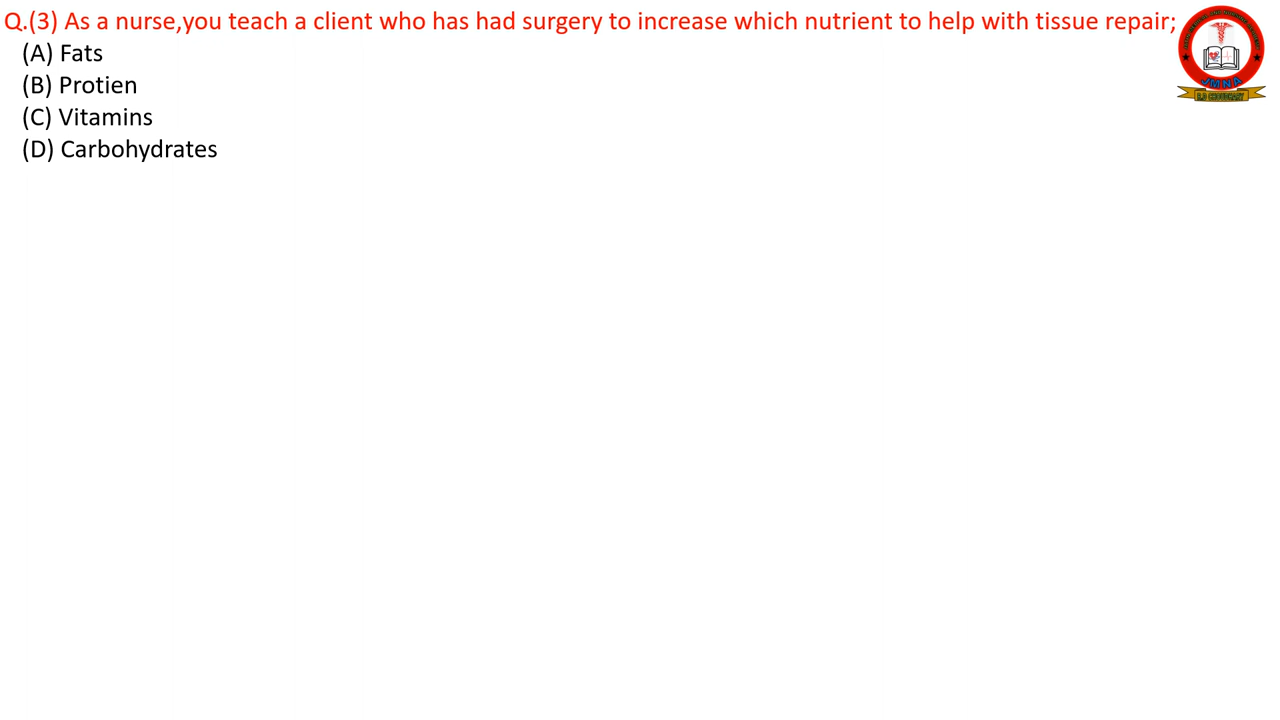 Q.(3) As a nurse,you teach a client who has had surgery to increase which nutrient to help with tissue repair;
(A) Fats
(B) Protien
(C) Vitamins
(D) Carbohydrates
JMNA